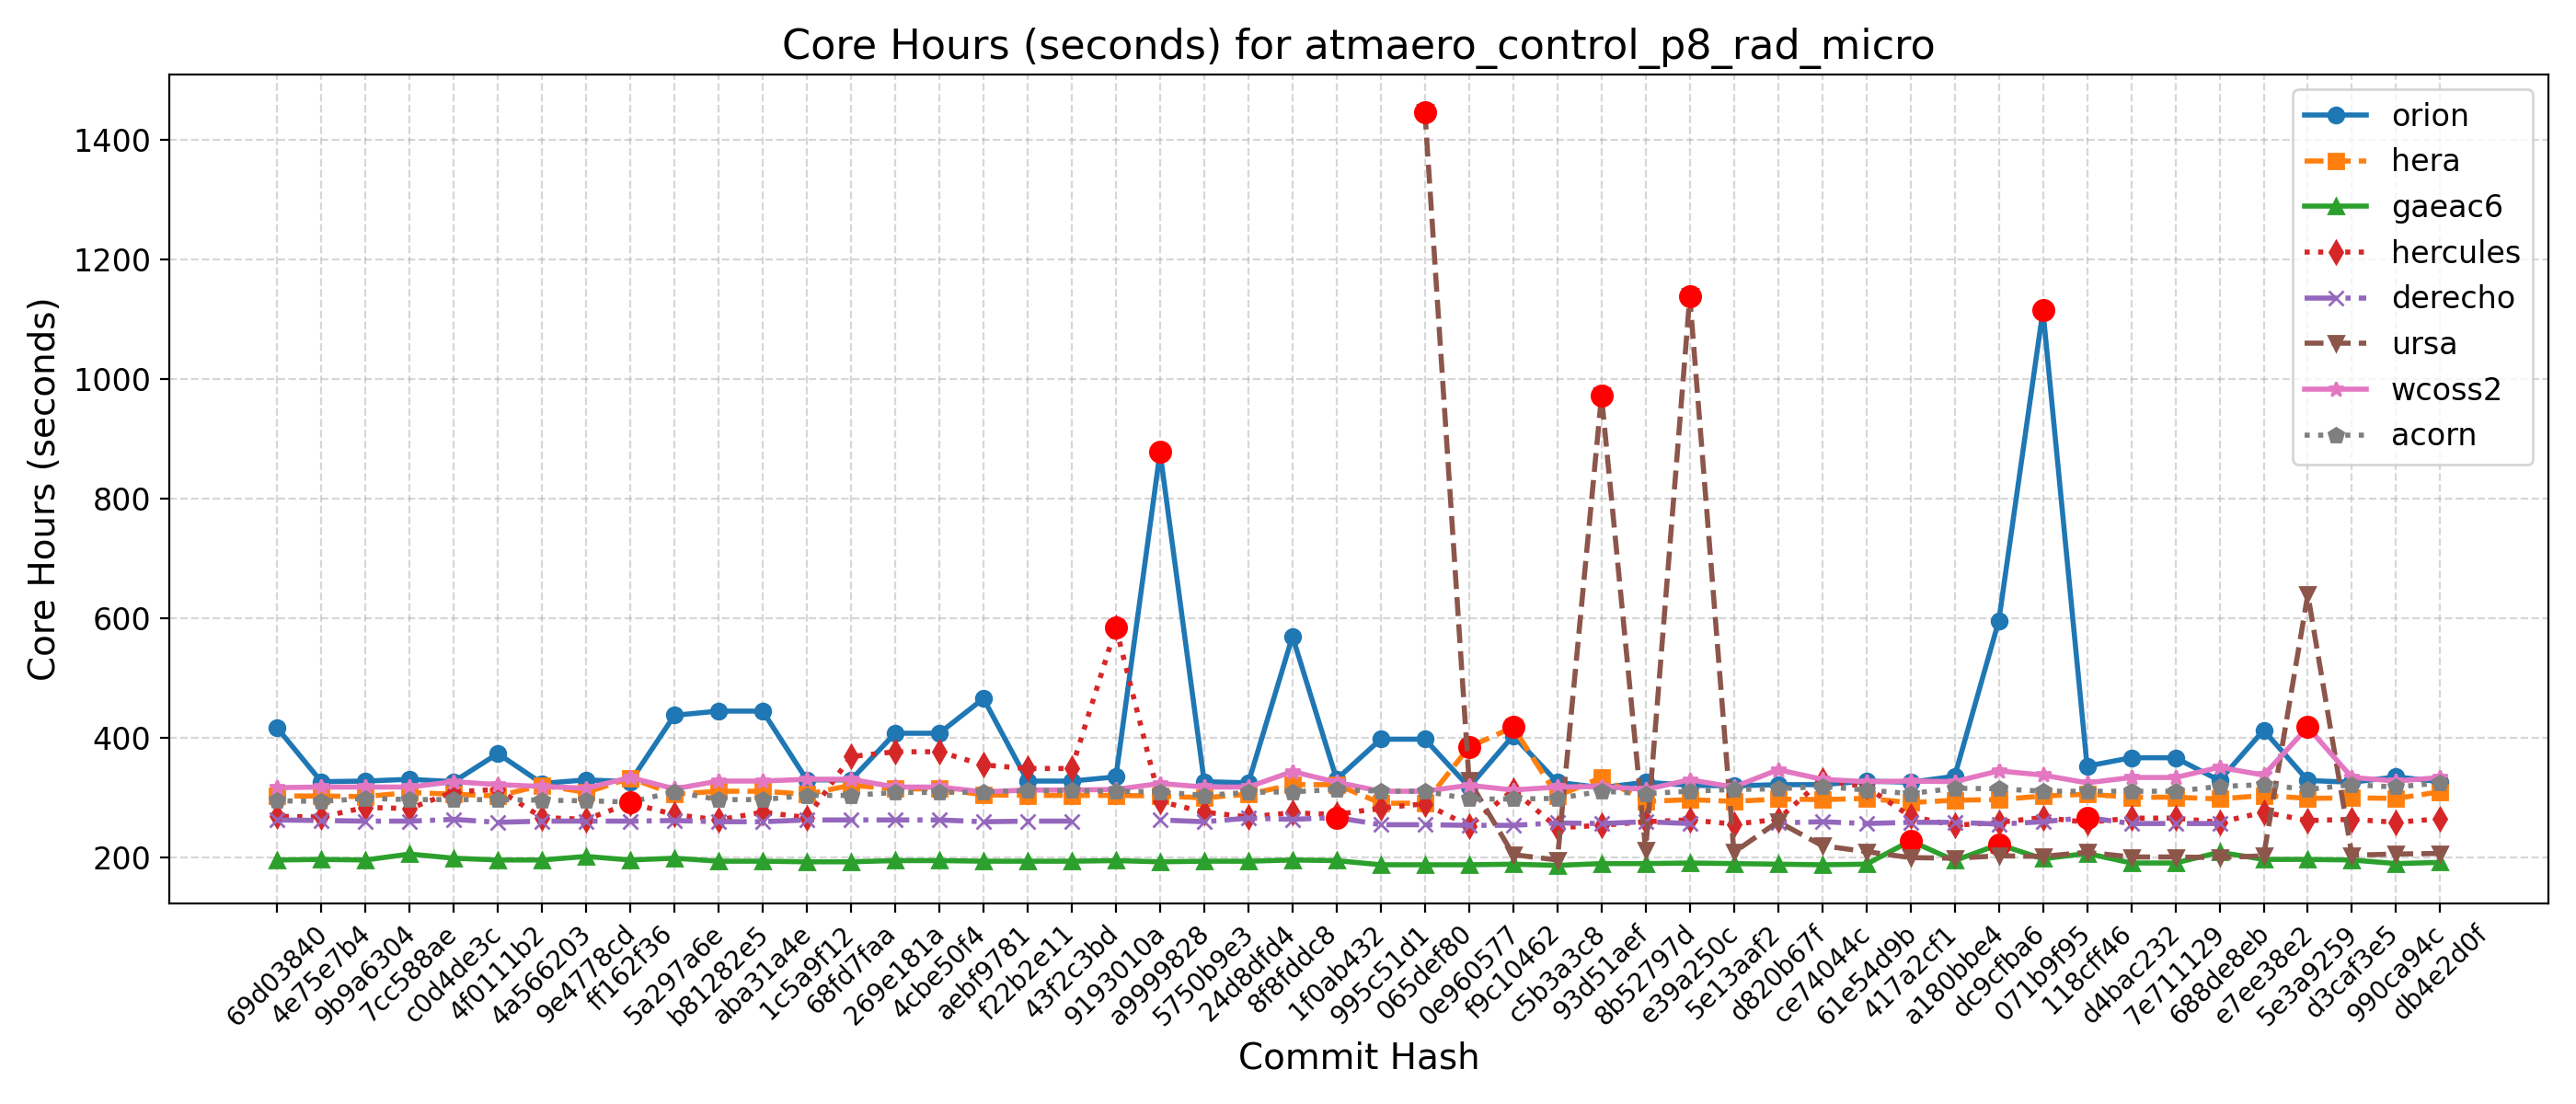 Core Hours (seconds) for atmaero_control_p8_rad_micro
Core Hours (seconds)
1400
1200
1000
800
600
400
200
orion
hera
gaeac6
hercules
derecho
ursa
wcoss2
acorn
69d03840
4e75e7b4
9b9a6304
7cc588ae
c0d4de3c
4f0111b2
4a566203
9e4778cd
ff162f36
5a297a6e
b81282e5
aba31a4e
1c5a9f12
68fd7faa
269e181a
4cbe50f4
aebf9781
f22b2e11
43f2c3bd
9193010a
a9999828
5750b9e3
24d8dfd4
8f8fddc8
1f0ab432
995c51d1
065def80
0e960577
f9c10462
c5b3a3c8
93d51aef
8b52797d
e39a250c
5e13aaf2
d820b67f
ce74044c
61e54d9b
417a2cf1
a180bbe4
dc9cfba6
071b9f95
118cff46
d4bac232
7e711129
688de8eb
e7ee38e2
5e3a9259
d3caf3e5
990ca94c
db4e2d0f
Commit Hash